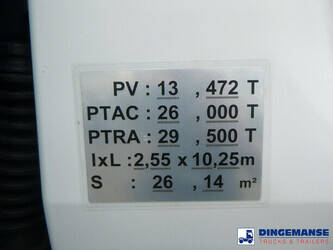 PV : 13 , 472 T
PTAC : 26 , 000 T
PTRA : 29 , 500 T
lxL : 2,55 x 10,25m
S : 26 , 14 m²
DINGEMANSE
TRUCKS & TRAILERS